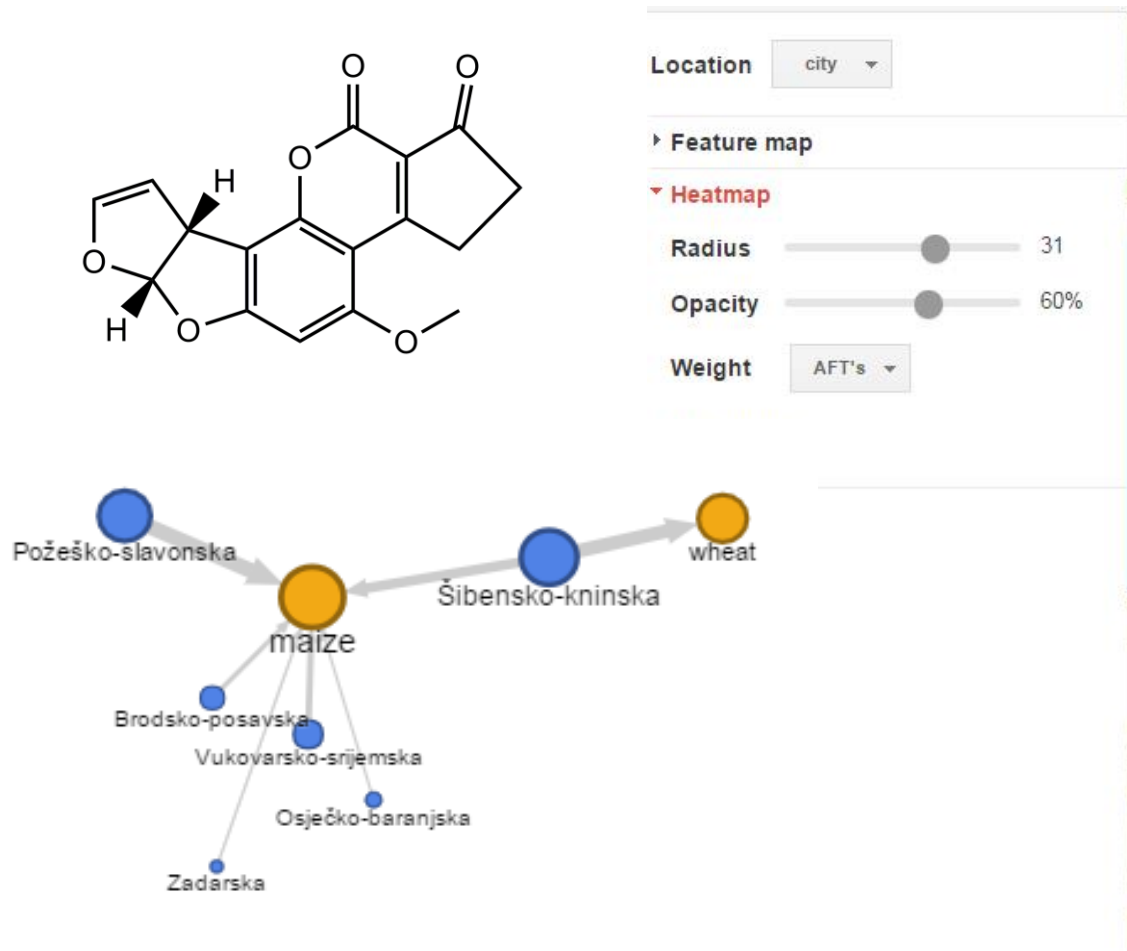 O O
O
H
O
H
O
O
Location city
Feature map
Heatmap
Radius 31
Opacity 60%
Weight AFT's
Požeško-slavonska
wheat
Šibensko-kninska
maize
Brodsko-posavska
Vukovarsko-srijemska
Osječko-baranjska
Zadarska